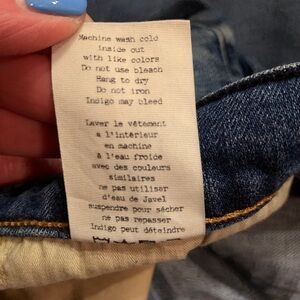 Machine wash cold
inside out
with like colors
Do not use bleach
Hang to dry
Do not iron
Indigo may bleed
Laver le vêtement
à l'intérieur
en machine
à l'eau froide
avec des couleurs
similaires
ne pas utiliser
d'eau de Javel
suspendre pour sécher
ne pas repasser
Indigo peut déteindre